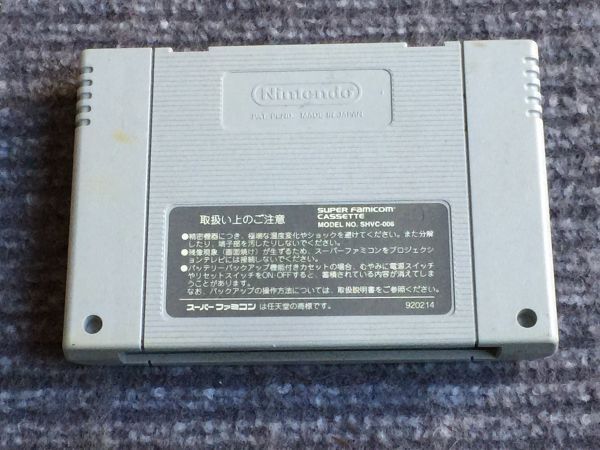 Nintendo
PAT. PEND. MADE IN JAPAN
取扱い上のご注意
SUPER FAMICOM
CASSETTE
MODEL NO. SHVC-006
●精密機器につき、極端な温度変化やショックを避けてください。また分解
したり、端子部を汚したりしないでください。
●残像現象（画面焼け）が生ずるため、スーパーファミコンをプロジェクシ
ョンテレビには接続しないでください。
●バッテリーバックアップ機能付きカセットの場合、むやみに電源スイッチ
やリセットスイッチをON-OFFすると、蓄積されている内容が消えてしま
うことがあります。
なお、バックアップの操作方法については、取扱説明書をご参照ください。
スーパーファミコン は任天堂の商標です。
920214